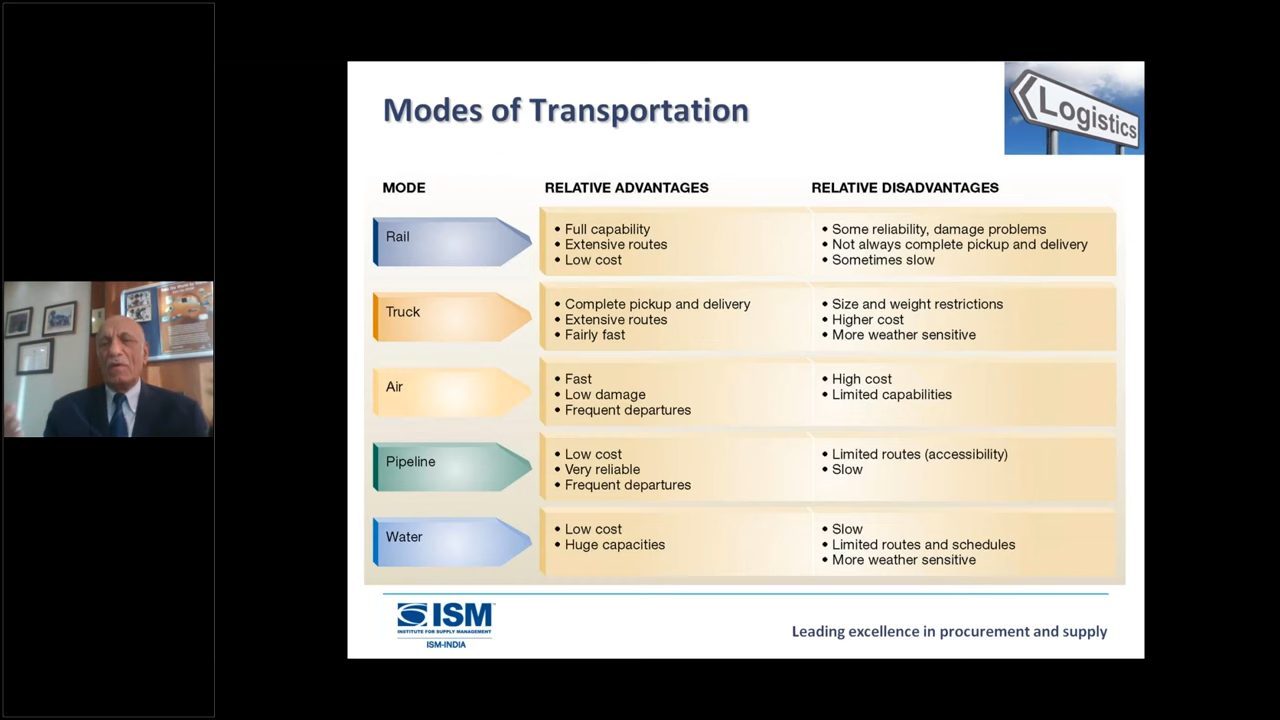 Modes of Transportation
Logistics
MODE
RELATIVE ADVANTAGES
RELATIVE DISADVANTAGES
Rail
• Full capability
• Extensive routes
• Low cost
• Some reliability, damage problems
• Not always complete pickup and delivery
• Sometimes slow
Truck
• Complete pickup and delivery
• Extensive routes
• Fairly fast
• Size and weight restrictions
• Higher cost
• More weather sensitive
Air
• Fast
• Low damage
• Frequent departures
• High cost
• Limited capabilities
Pipeline
• Low cost
• Very reliable
• Frequent departures
• Limited routes (accessibility)
• Slow
Water
• Low cost
• Huge capacities
• Slow
• Limited routes and schedules
• More weather sensitive
ISM
INSTITUTE FOR SUPPLY MANAGEMENT
ISM-INDIA
Leading excellence in procurement and supply